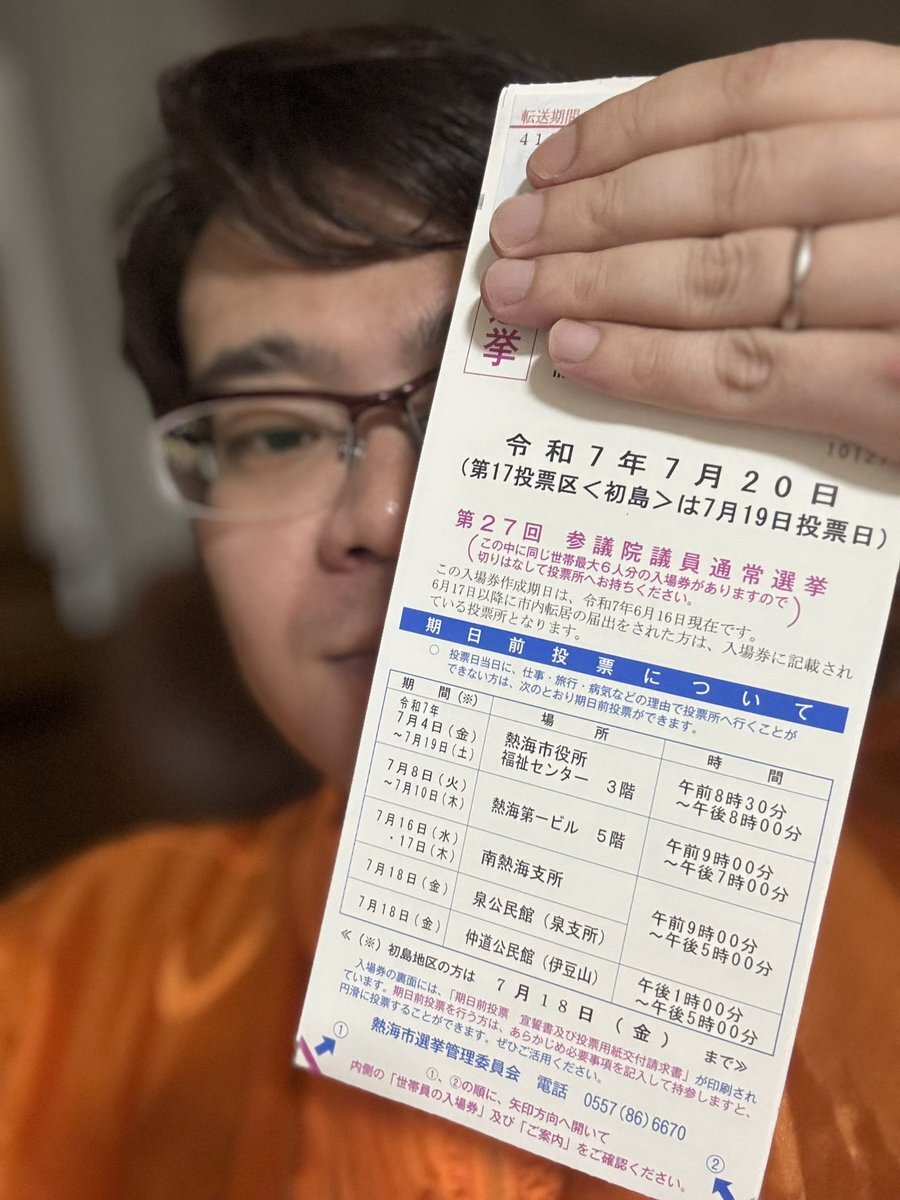 転送期間
41
挙
令和7年7月20日
(第17投票区<初島>は7月19日投票日)
第27回 参議院議員通常選挙
(この中に同じ世帯最大6人分の入場券がありますので
切りはなして投票所へお持ちください。)
この入場券作成期日は、令和7年6月16日現在です。
6月17日以降に市内転居の届出をされた方は、入場券に記載され
ている投票所となります。
期日前投票について
○ 投票日当日に、仕事・旅行・病気などの理由で投票所へ行くことが
できない方は、次のとおり期日前投票ができます。
期 間(※) 場 所 時 間
令和7年
7月4日(金)
~7月19日(土)
熱海市役所
福祉センター 3階
午前8時30分
~午後8時00分
7月8日(火)
~7月10日(木)
熱海第一ビル 5階
午前9時00分
~午後7時00分
7月16日(水)
・17日(木)
南熱海支所
午前9時00分
~午後5時00分
7月18日(金)
泉公民館(泉支所)
7月18日(金)
仲道公民館(伊豆山)
午後1時00分
~午後5時00分
≪(※)初島地区の方は 7月18日(金) まで≫
入場券の裏面には、「期日前投票 宣誓書及び投票用紙交付請求書」が印刷され
ています。期日前投票を行う方は、あらかじめ必要事項を記入して持参しますと、
円滑に投票することができます。ぜひご活用ください。
① 熱海市選挙管理委員会 電話 0557(86)6670
①、②の順に、矢印方向へ開いて
内側の「世帯員の入場券」及び「ご案内」をご確認ください。
②